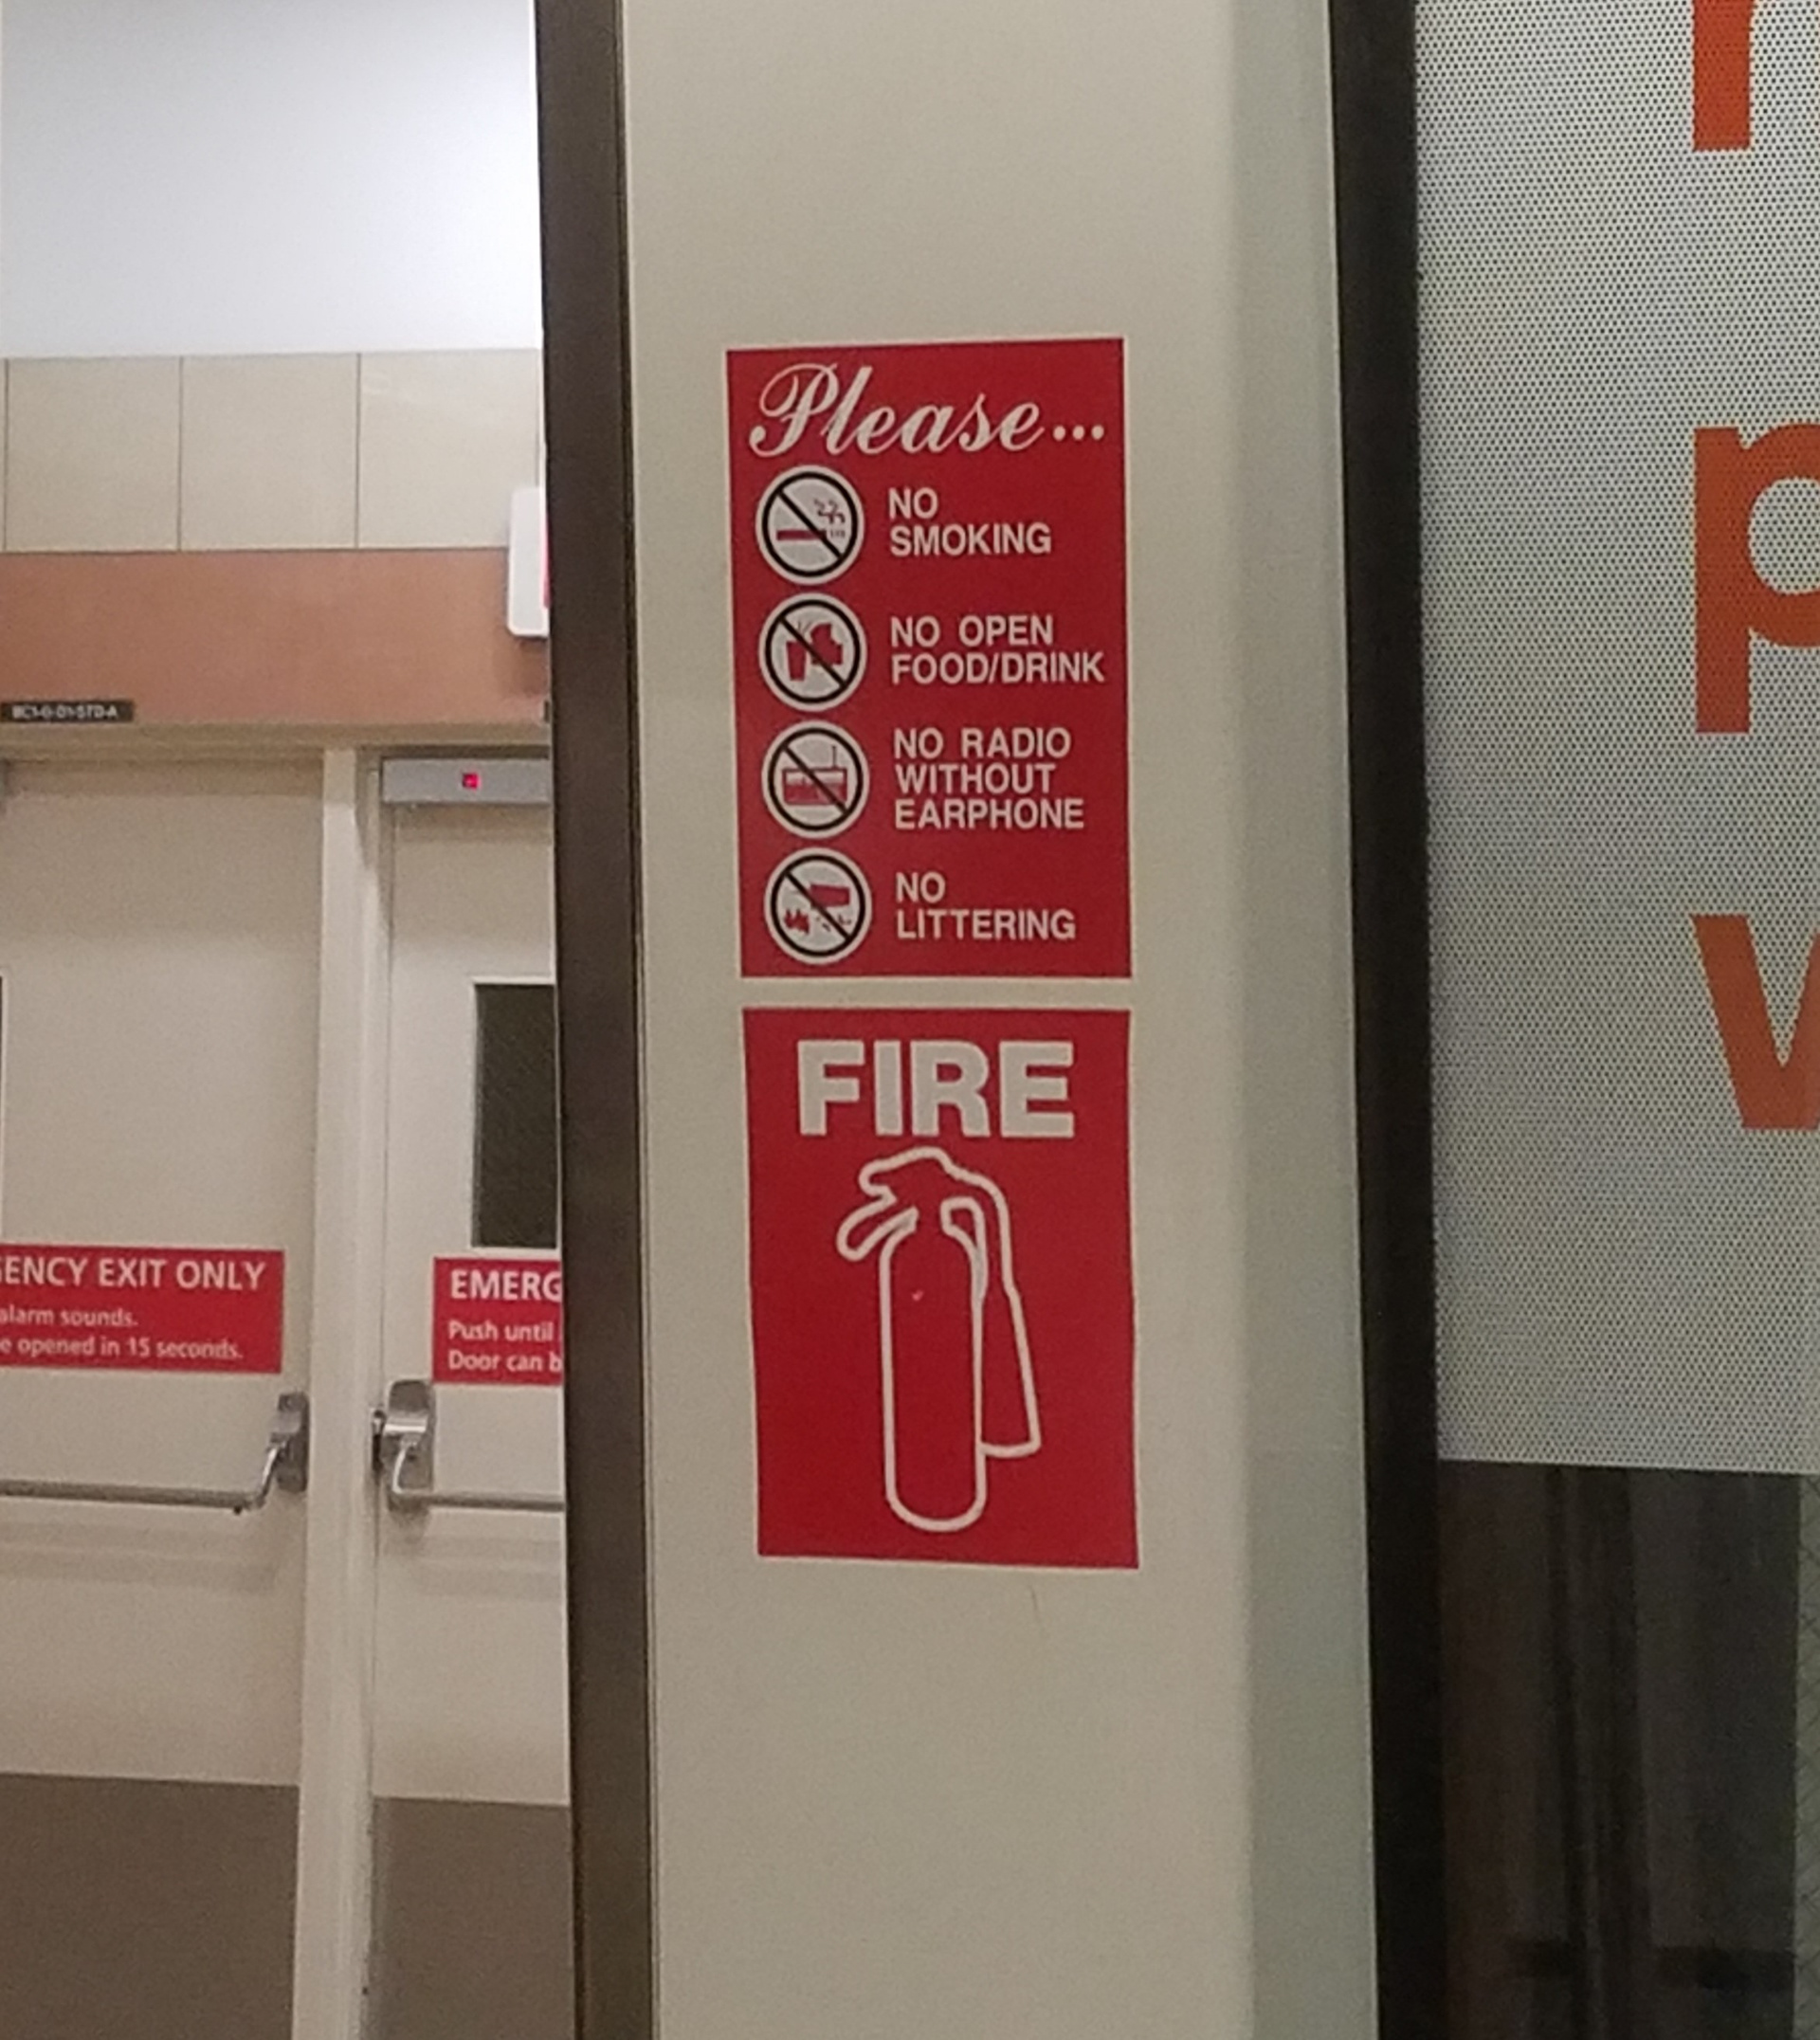 Please...
NO
SMOKING
NO OPEN
FOOD/DRINK
NO RADIO
WITHOUT
EARPHONE
NO
LITTERING
FIRE
GENCY EXIT ONLY
alarm sounds.
e opened in 15 seconds.
EMERG
Push until
Door can b
p
v